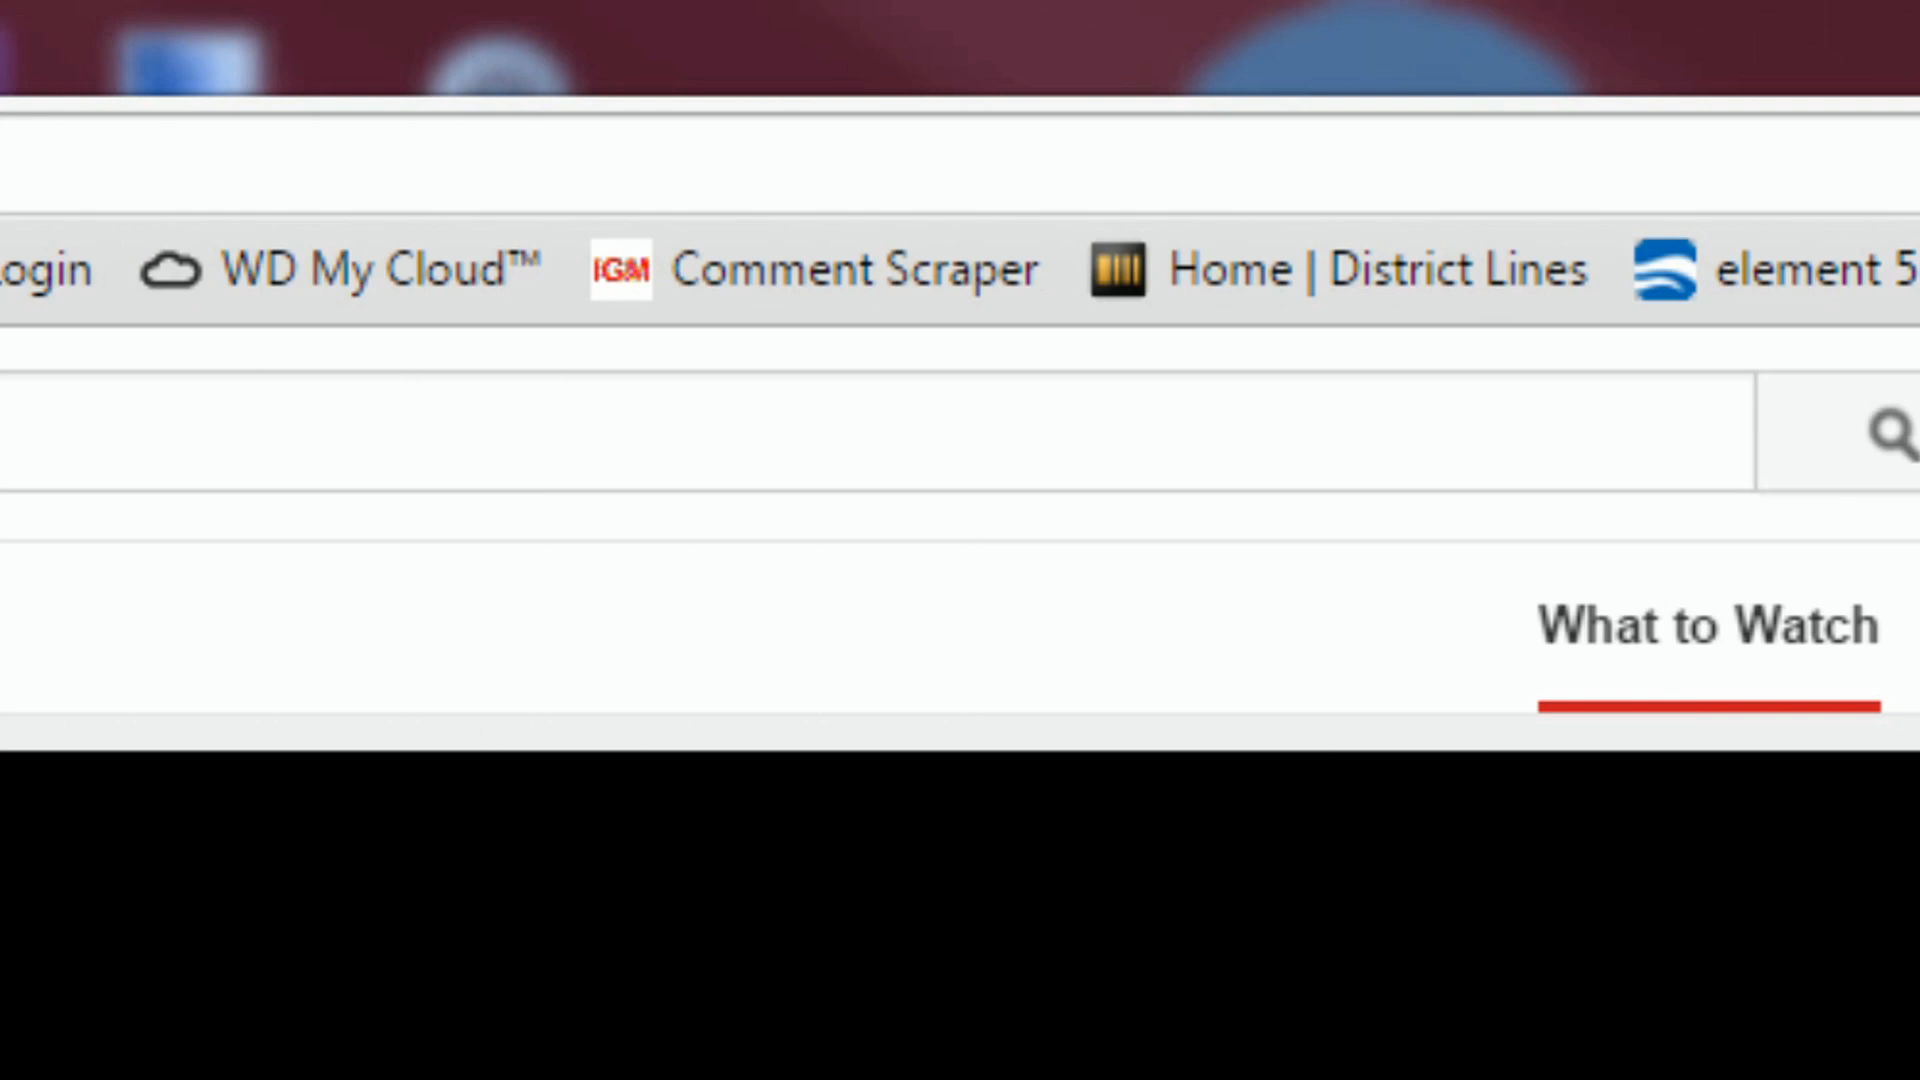 ogin WD My Cloud™ IGM Comment Scraper Home | District Lines element 5
What to Watch